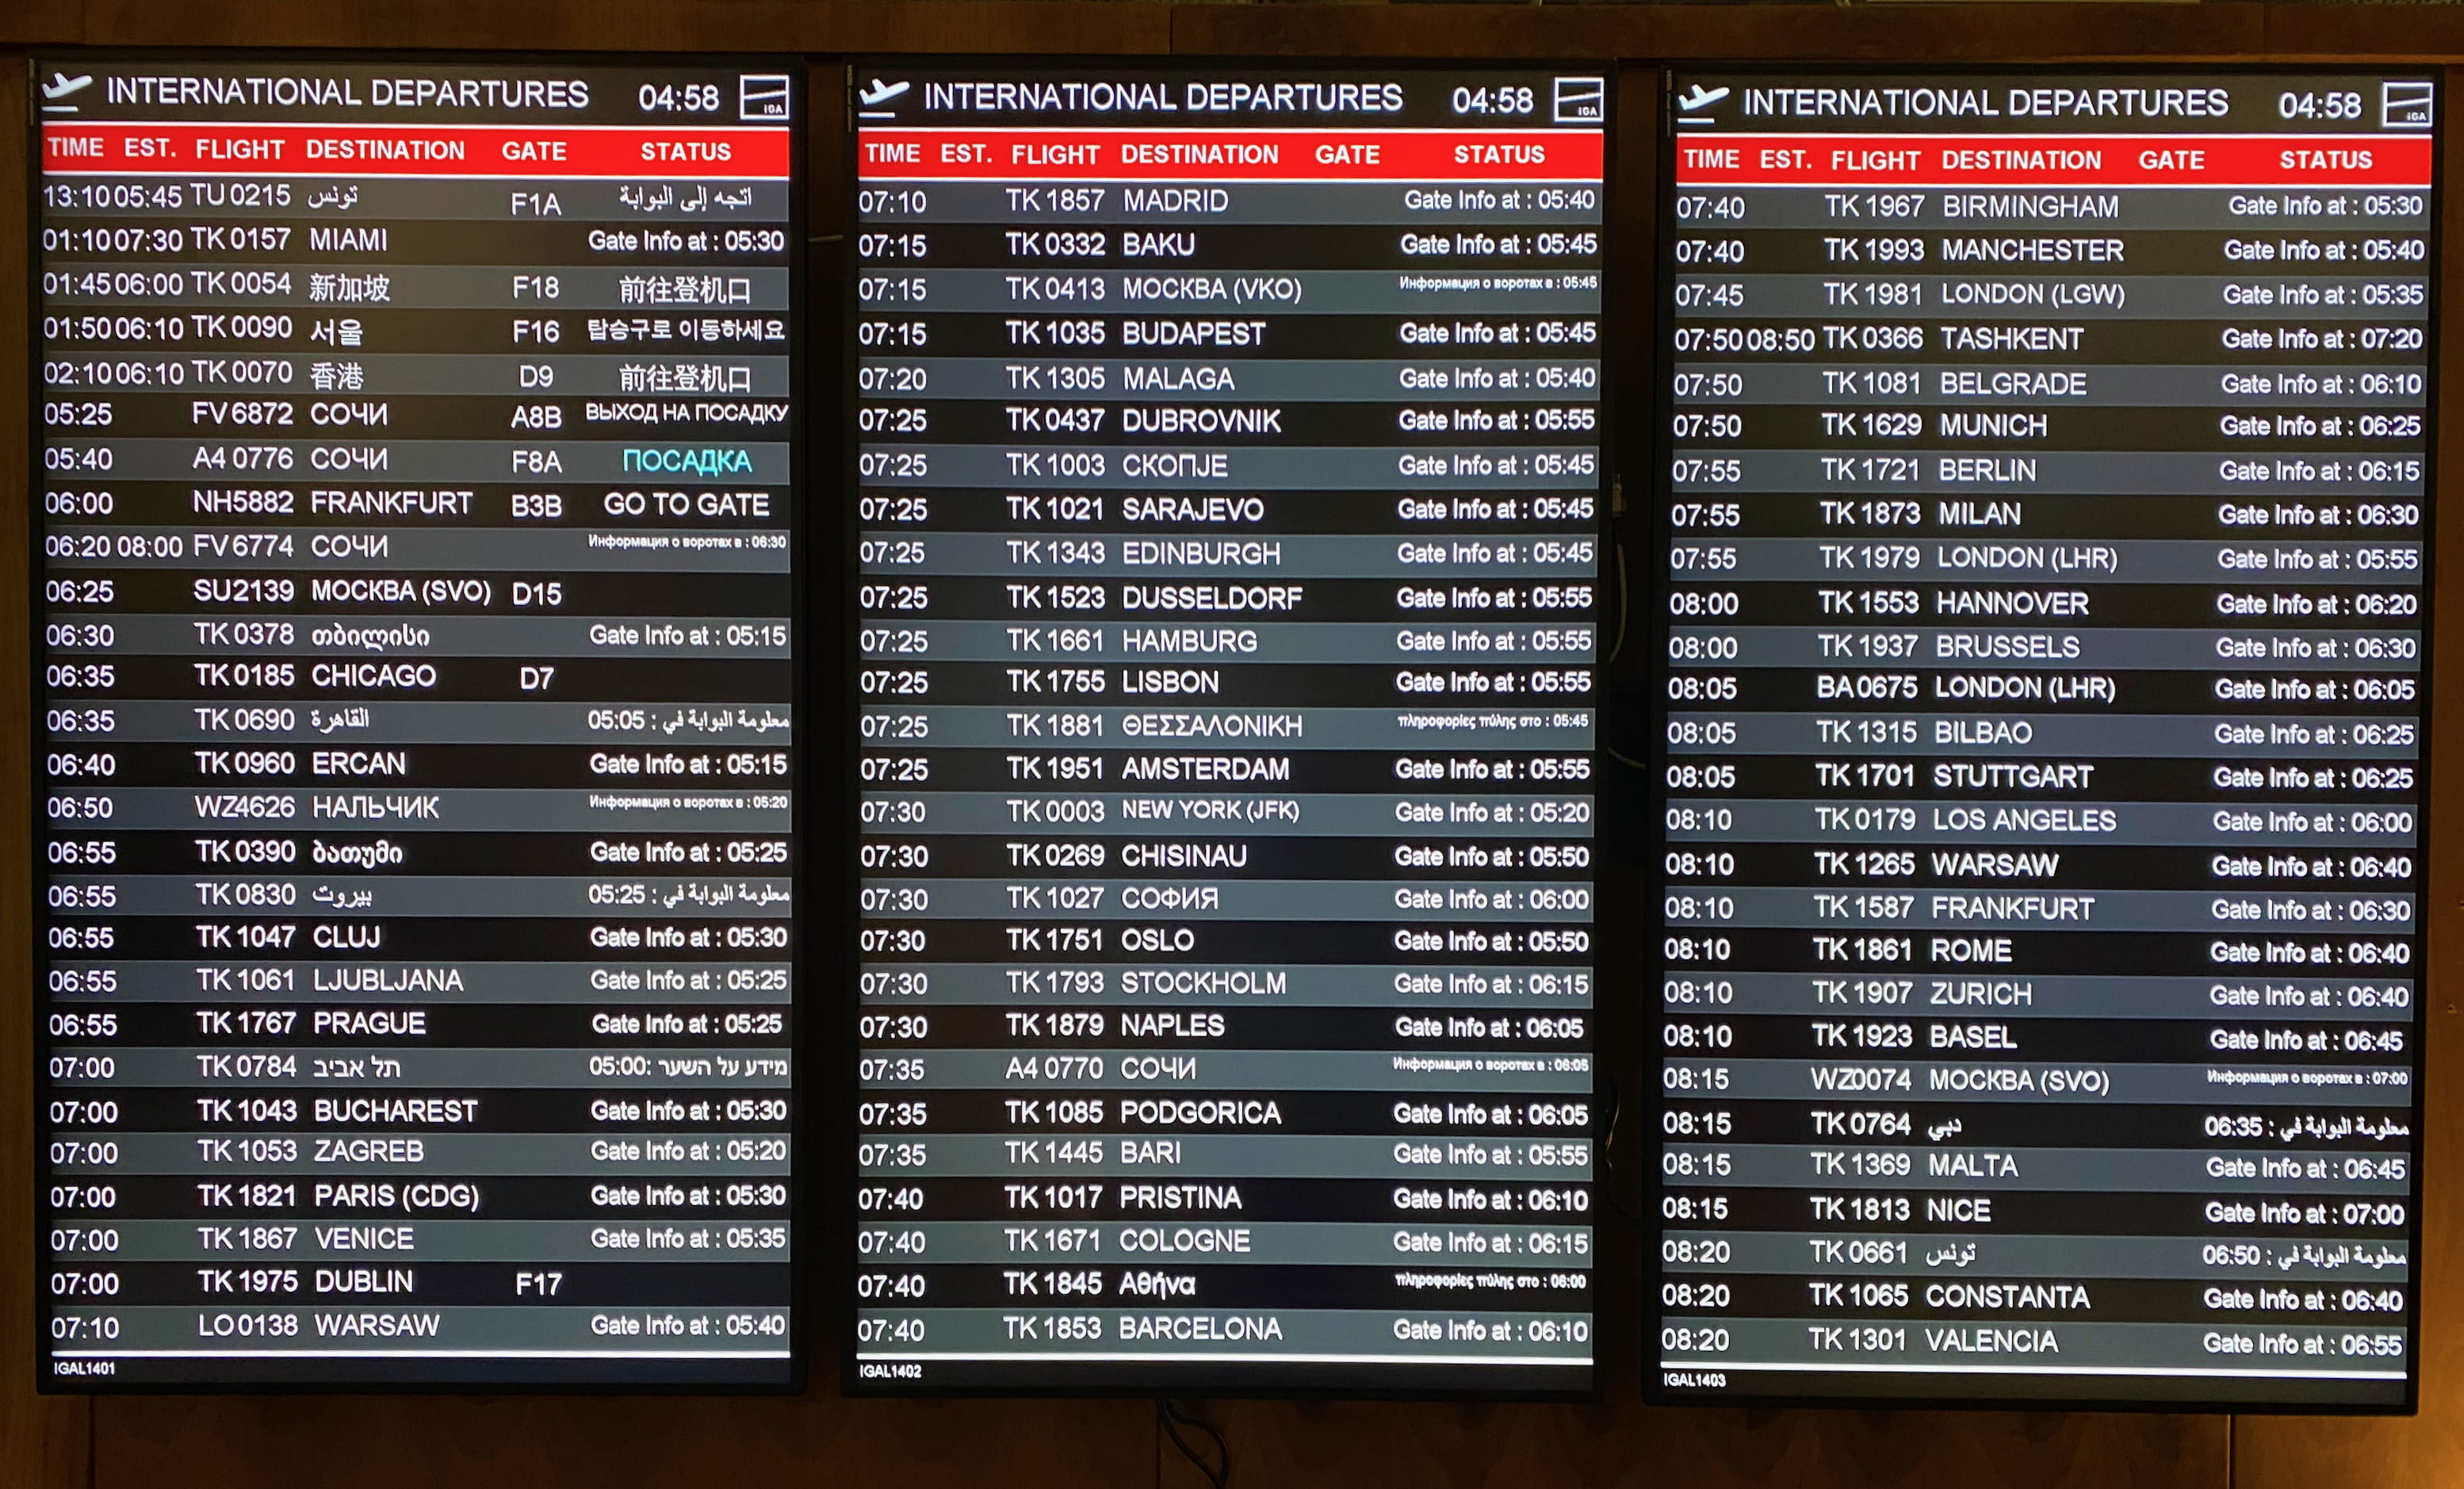 INTERNATIONAL DEPARTURES 04:58 iGA
TIME EST. FLIGHT DESTINATION GATE STATUS
13:10 05:45 TU 0215 تونس F1A اتجه إلى البوابة
01:10 07:30 TK 0157 MIAMI Gate Info at : 05:30
01:45 06:00 TK 0054 新加坡 F18 前往登机口
01:50 06:10 TK 0090 서울 F16 탑승구로 이동하세요
02:10 06:10 TK 0070 香港 D9 前往登机口
05:25 FV 6872 СОЧИ A8B ВЫХОД НА ПОСАДКУ
05:40 A4 0776 СОЧИ F8A ПОСАДКА
06:00 NH5882 FRANKFURT B3B GO TO GATE
06:20 08:00 FV 6774 СОЧИ Информация о воротах в : 06:30
06:25 SU2139 МОСКВА (SVO) D15
06:30 TK 0378 თბილისი Gate Info at : 05:15
06:35 TK 0185 CHICAGO D7
06:35 TK 0690 القاهرة معلومة البوابة في : 05:05
06:40 TK 0960 ERCAN Gate Info at : 05:15
06:50 WZ4626 НАЛЬЧИК Информация о воротах в : 05:20
06:55 TK 0390 ბათუმი Gate Info at : 05:25
06:55 TK 0830 بيروت معلومة البوابة في : 05:25
06:55 TK 1047 CLUJ Gate Info at : 05:30
06:55 TK 1061 LJUBLJANA Gate Info at : 05:25
06:55 TK 1767 PRAGUE Gate Info at : 05:25
07:00 TK 0784 תל אביב מידע על השער :05:00
07:00 TK 1043 BUCHAREST Gate Info at : 05:30
07:00 TK 1053 ZAGREB Gate Info at : 05:20
07:00 TK 1821 PARIS (CDG) Gate Info at : 05:30
07:00 TK 1867 VENICE Gate Info at : 05:35
07:00 TK 1975 DUBLIN F17
07:10 LO 0138 WARSAW Gate Info at : 05:40
IGAL1401
INTERNATIONAL DEPARTURES 04:58 iGA
TIME EST. FLIGHT DESTINATION GATE STATUS
07:10 TK 1857 MADRID Gate Info at : 05:40
07:15 TK 0332 BAKU Gate Info at : 05:45
07:15 TK 0413 МОСКВА (VKO) Информация о воротах в : 05:45
07:15 TK 1035 BUDAPEST Gate Info at : 05:45
07:20 TK 1305 MALAGA Gate Info at : 05:40
07:25 TK 0437 DUBROVNIK Gate Info at : 05:55
07:25 TK 1003 СКОПЈЕ Gate Info at : 05:45
07:25 TK 1021 SARAJEVO Gate Info at : 05:45
07:25 TK 1343 EDINBURGH Gate Info at : 05:45
07:25 TK 1523 DUSSELDORF Gate Info at : 05:55
07:25 TK 1661 HAMBURG Gate Info at : 05:55
07:25 TK 1755 LISBON Gate Info at : 05:55
07:25 TK 1881 ΘΕΣΣΑΛΟΝΙΚΗ πληροφορίες πύλης στο : 05:45
07:25 TK 1951 AMSTERDAM Gate Info at : 05:55
07:30 TK 0003 NEW YORK (JFK) Gate Info at : 05:20
07:30 TK 0269 CHISINAU Gate Info at : 05:50
07:30 TK 1027 СОФИЯ Gate Info at : 06:00
07:30 TK 1751 OSLO Gate Info at : 05:50
07:30 TK 1793 STOCKHOLM Gate Info at : 06:15
07:30 TK 1879 NAPLES Gate Info at : 06:05
07:35 A4 0770 СОЧИ Информация о воротах в : 06:05
07:35 TK 1085 PODGORICA Gate Info at : 06:05
07:35 TK 1445 BARI Gate Info at : 05:55
07:40 TK 1017 PRISTINA Gate Info at : 06:10
07:40 TK 1671 COLOGNE Gate Info at : 06:15
07:40 TK 1845 Αθήνα πληροφορίες πύλης στο : 06:00
07:40 TK 1853 BARCELONA Gate Info at : 06:10
IGAL1402
INTERNATIONAL DEPARTURES 04:58 iGA
TIME EST. FLIGHT DESTINATION GATE STATUS
07:40 TK 1967 BIRMINGHAM Gate Info at : 05:30
07:40 TK 1993 MANCHESTER Gate Info at : 05:40
07:45 TK 1981 LONDON (LGW) Gate Info at : 05:35
07:50 08:50 TK 0366 TASHKENT Gate Info at : 07:20
07:50 TK 1081 BELGRADE Gate Info at : 06:10
07:50 TK 1629 MUNICH Gate Info at : 06:25
07:55 TK 1721 BERLIN Gate Info at : 06:15
07:55 TK 1873 MILAN Gate Info at : 06:30
07:55 TK 1979 LONDON (LHR) Gate Info at : 05:55
08:00 TK 1553 HANNOVER Gate Info at : 06:20
08:00 TK 1937 BRUSSELS Gate Info at : 06:30
08:05 BA 0675 LONDON (LHR) Gate Info at : 06:05
08:05 TK 1315 BILBAO Gate Info at : 06:25
08:05 TK 1701 STUTTGART Gate Info at : 06:25
08:10 TK 0179 LOS ANGELES Gate Info at : 06:00
08:10 TK 1265 WARSAW Gate Info at : 06:40
08:10 TK 1587 FRANKFURT Gate Info at : 06:30
08:10 TK 1861 ROME Gate Info at : 06:40
08:10 TK 1907 ZURICH Gate Info at : 06:40
08:10 TK 1923 BASEL Gate Info at : 06:45
08:15 WZ0074 МОСКВА (SVO) Информация о воротах в : 07:00
08:15 TK 0764 دبي معلومة البوابة في : 06:35
08:15 TK 1369 MALTA Gate Info at : 06:45
08:15 TK 1813 NICE Gate Info at : 07:00
08:20 TK 0661 تونس معلومة البوابة في : 06:50
08:20 TK 1065 CONSTANTA Gate Info at : 06:40
08:20 TK 1301 VALENCIA Gate Info at : 06:55
IGAL1403